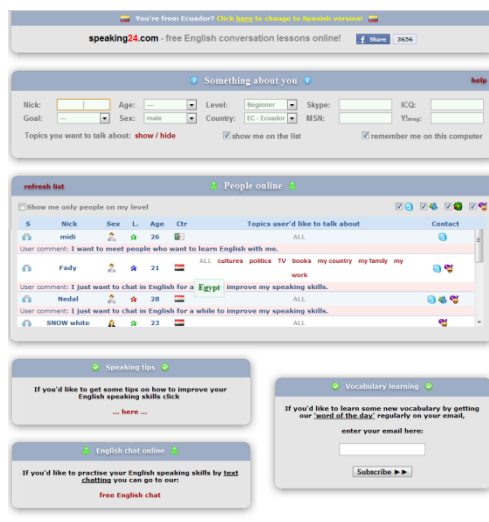 You're from Ecuador? Click here to change to Spanish version!
speaking24.com - free English conversation lessons online! f Share 3656
Something about you help
Nick: Age: --- Level: Beginner Skype: ICQ:
Goal: --- Sex: male Country: EC - Ecuador MSN: Y!msg:
Topics you want to talk about: show / hide show me on the list remember me on this computer
refresh list People online
Show me only people on my level
S Nick Sex L. Age Ctr Topics user'd like to talk about Contact
midi 26 ALL
User comment: I want to meet people who want to learn English with me.
Fady 21 ALL cultures politics TV books my country my family my work
User comment: I just want to chat in English for a Egypt improve my speaking skills.
Nedal 28 ALL
User comment: I just want to chat in English for a while to improve my speaking skills.
SNOW white 23 ALL
Speaking tips
If you'd like to get some tips on how to improve your
English speaking skills click
... here ...
English chat online
If you'd like to practise your English speaking skills by text
chatting you can go to our:
free English chat
Vocabulary learning
If you'd like to learn some new vocabulary by getting
our 'word of the day' regularly on your email,
enter your email here:
Subscribe ►►